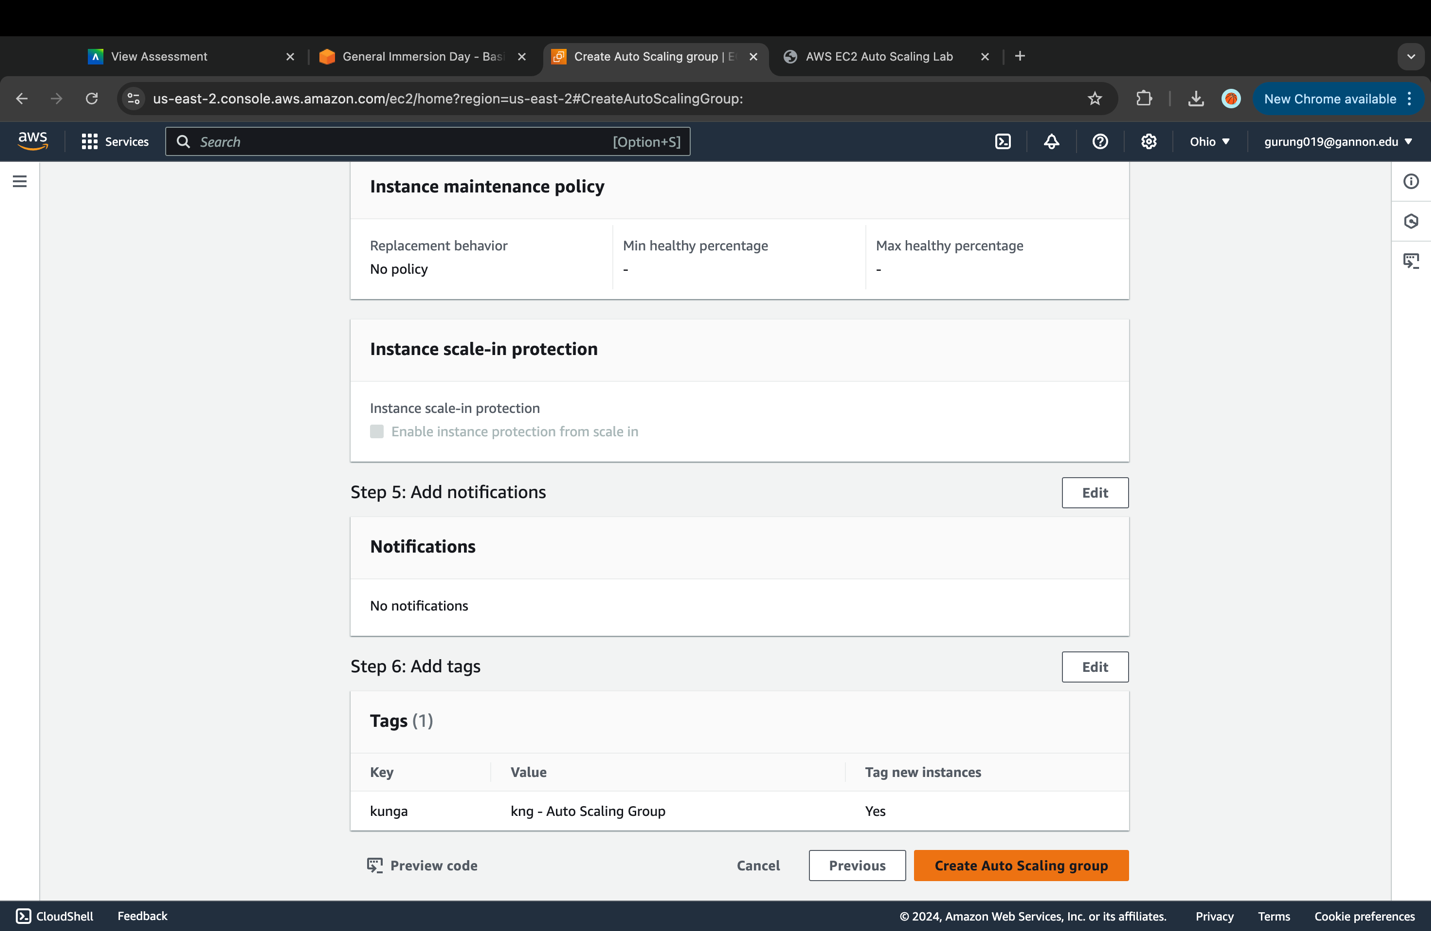 View Assessment
General Immersion Day - Bas
Create Auto Scaling group | E
AWS EC2 Auto Scaling Lab
us-east-2.console.aws.amazon.com/ec2/home?region=us-east-2#CreateAutoScalingGroup:
New Chrome available
aws
Services
Search
[Option+S]
Ohio
gurung019@gannon.edu
Instance maintenance policy
Replacement behavior
Min healthy percentage
Max healthy percentage
No policy
-
-
Instance scale-in protection
Instance scale-in protection
Enable instance protection from scale in
Step 5: Add notifications
Edit
Notifications
No notifications
Step 6: Add tags
Edit
Tags (1)
Key
Value
Tag new instances
kunga
kng - Auto Scaling Group
Yes
Preview code
Cancel
Previous
Create Auto Scaling group
CloudShell
Feedback
© 2024, Amazon Web Services, Inc. or its affiliates.
Privacy
Terms
Cookie preferences